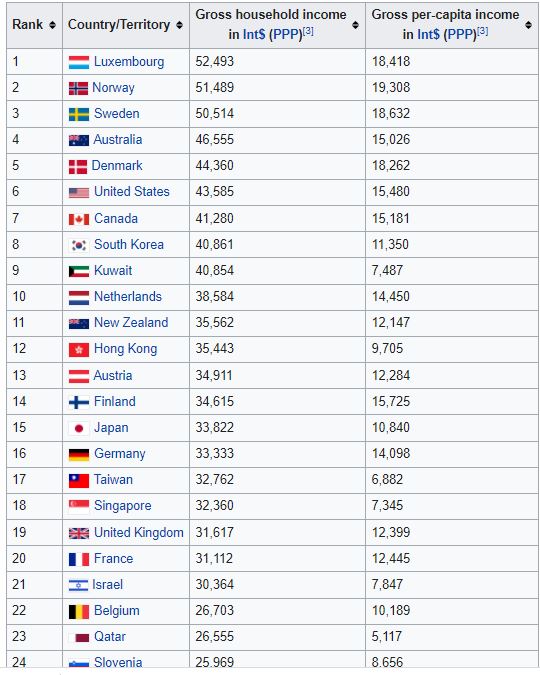 Rank Country/Territory Gross household income in Int$ (PPP)[3] Gross per-capita income in Int$ (PPP)[3]
1 Luxembourg 52,493 18,418
2 Norway 51,489 19,308
3 Sweden 50,514 18,632
4 Australia 46,555 15,026
5 Denmark 44,360 18,262
6 United States 43,585 15,480
7 Canada 41,280 15,181
8 South Korea 40,861 11,350
9 Kuwait 40,854 7,487
10 Netherlands 38,584 14,450
11 New Zealand 35,562 12,147
12 Hong Kong 35,443 9,705
13 Austria 34,911 12,284
14 Finland 34,615 15,725
15 Japan 33,822 10,840
16 Germany 33,333 14,098
17 Taiwan 32,762 6,882
18 Singapore 32,360 7,345
19 United Kingdom 31,617 12,399
20 France 31,112 12,445
21 Israel 30,364 7,847
22 Belgium 26,703 10,189
23 Qatar 26,555 5,117
24 Slovenia 25,969 8,656